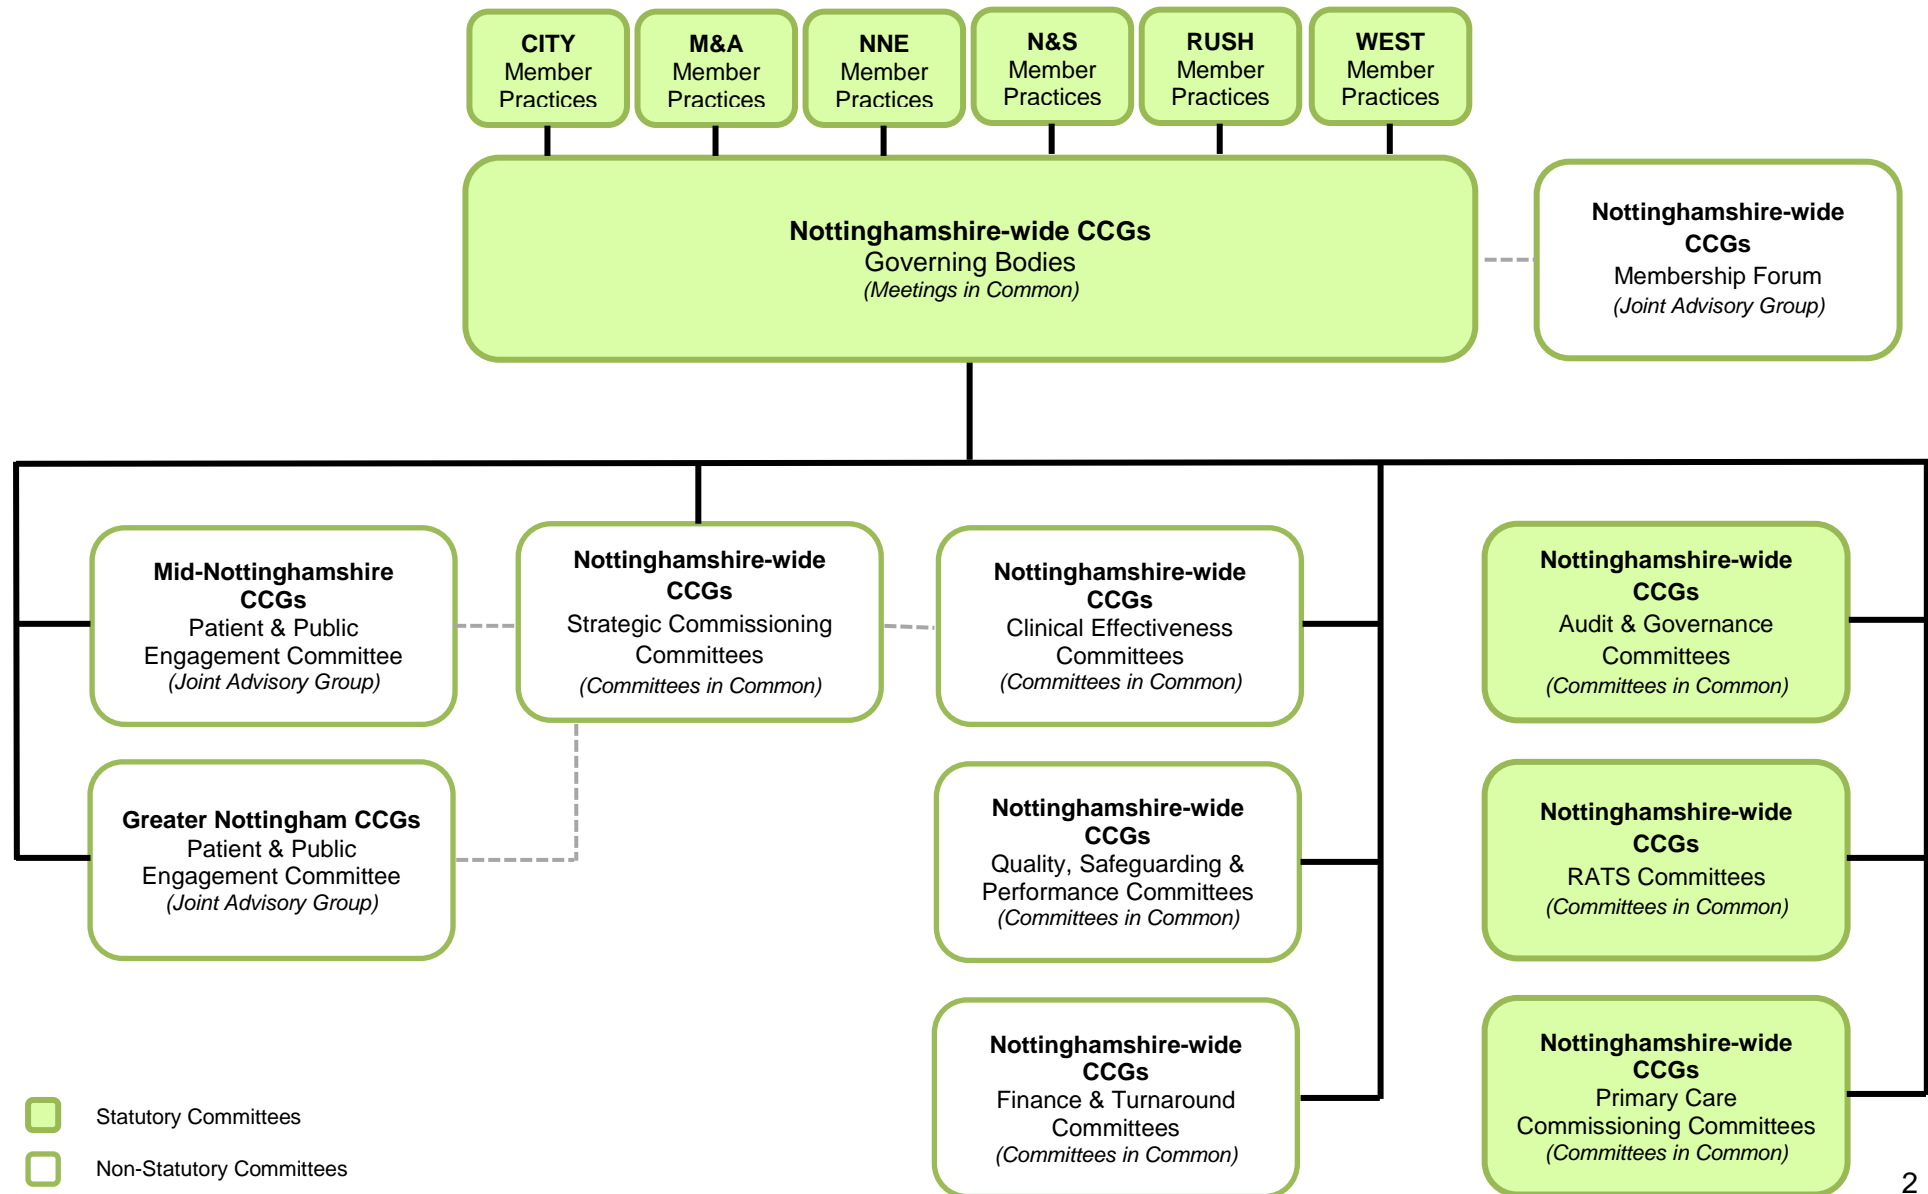 CITY
Member
Practices
M&A
Member
Practices
NNE
Member
Practices
N&S
Member
Practices
RUSH
Member
Practices
WEST
Member
Practices
Nottinghamshire-wide CCGs
Governing Bodies
(Meetings in Common)
Nottinghamshire-wide
CCGs
Membership Forum
(Joint Advisory Group)
Mid-Nottinghamshire
CCGs
Patient & Public
Engagement Committee
(Joint Advisory Group)
Nottinghamshire-wide
CCGs
Strategic Commissioning
Committees
(Committees in Common)
Nottinghamshire-wide
CCGs
Clinical Effectiveness
Committees
(Committees in Common)
Nottinghamshire-wide
CCGs
Audit & Governance
Committees
(Committees in Common)
Greater Nottingham CCGs
Patient & Public
Engagement Committee
(Joint Advisory Group)
Nottinghamshire-wide
CCGs
Quality, Safeguarding &
Performance Committees
(Committees in Common)
Nottinghamshire-wide
CCGs
RATS Committees
(Committees in Common)
Nottinghamshire-wide
CCGs
Finance & Turnaround
Committees
(Committees in Common)
Nottinghamshire-wide
CCGs
Primary Care
Commissioning Committees
(Committees in Common)
Statutory Committees
Non-Statutory Committees
2